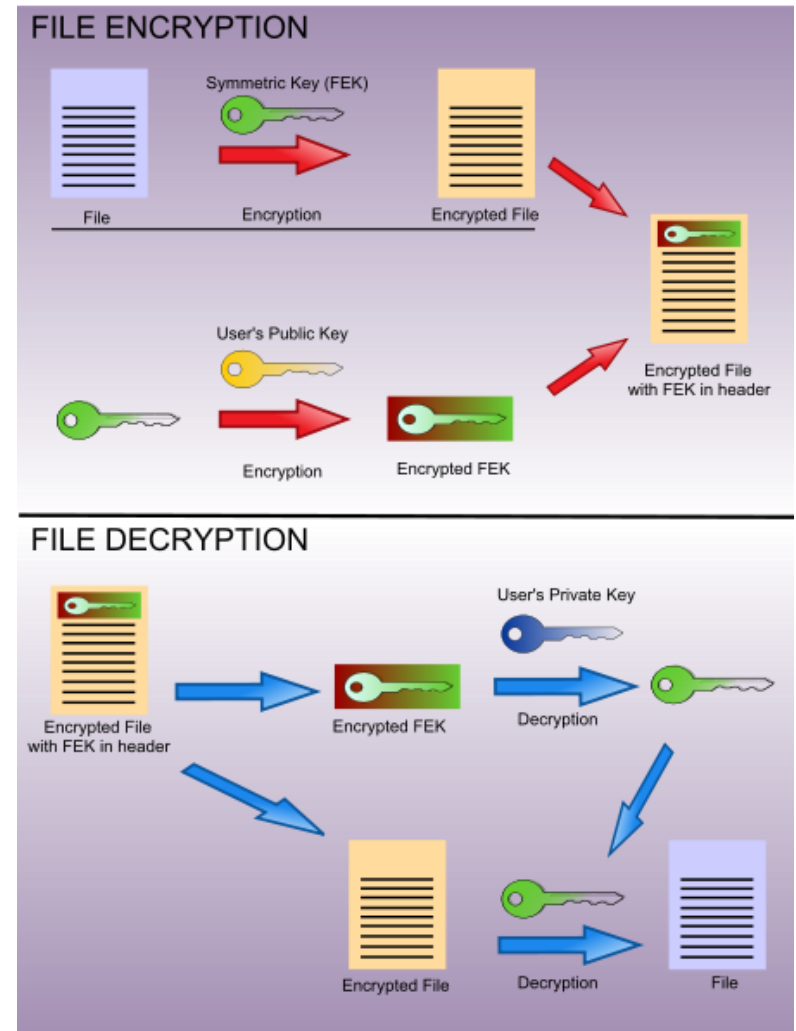 FILE ENCRYPTION
Symmetric Key (FEK)
File
Encryption
Encrypted File
User's Public Key
Encryption
Encrypted FEK
Encrypted File
with FEK in header
FILE DECRYPTION
User's Private Key
Encrypted File
with FEK in header
Encrypted FEK
Decryption
Encrypted File
Decryption
File